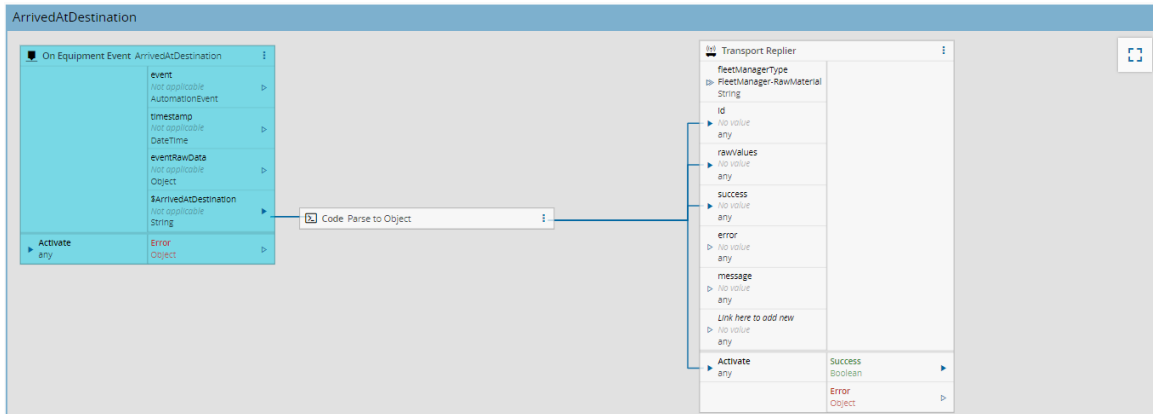 ArrivedAtDestination
On Equipment Event ArrivedAtDestination
event
Not applicable
AutomationEvent
timestamp
Not applicable
DateTime
eventRawData
Not applicable
Object
$ArrivedAtDestination
Not applicable
String
Activate
any
Error
Object
Code Parse to Object
Transport Replier
fleetManagerType
FleetManager-RawMaterial
String
id
No value
any
rawValues
No value
any
success
No value
any
error
No value
any
message
No value
any
Link here to add new
No value
any
Activate
any
Success
Boolean
Error
Object